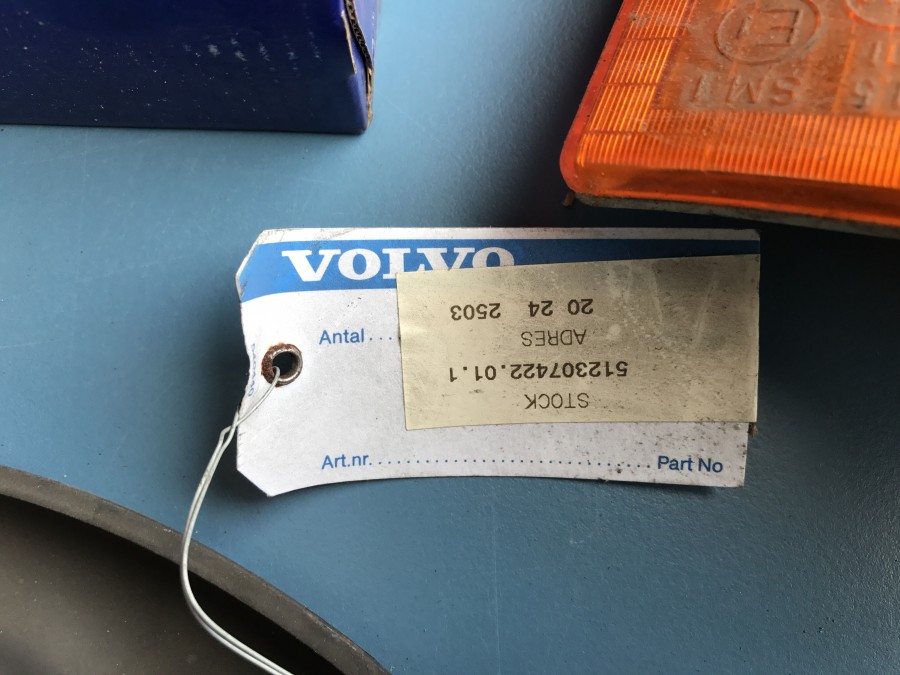 VOLVO
Antal....
Art.nr..............................Part No
STOCK
512307422.01.1
ADRES
20 24 2503